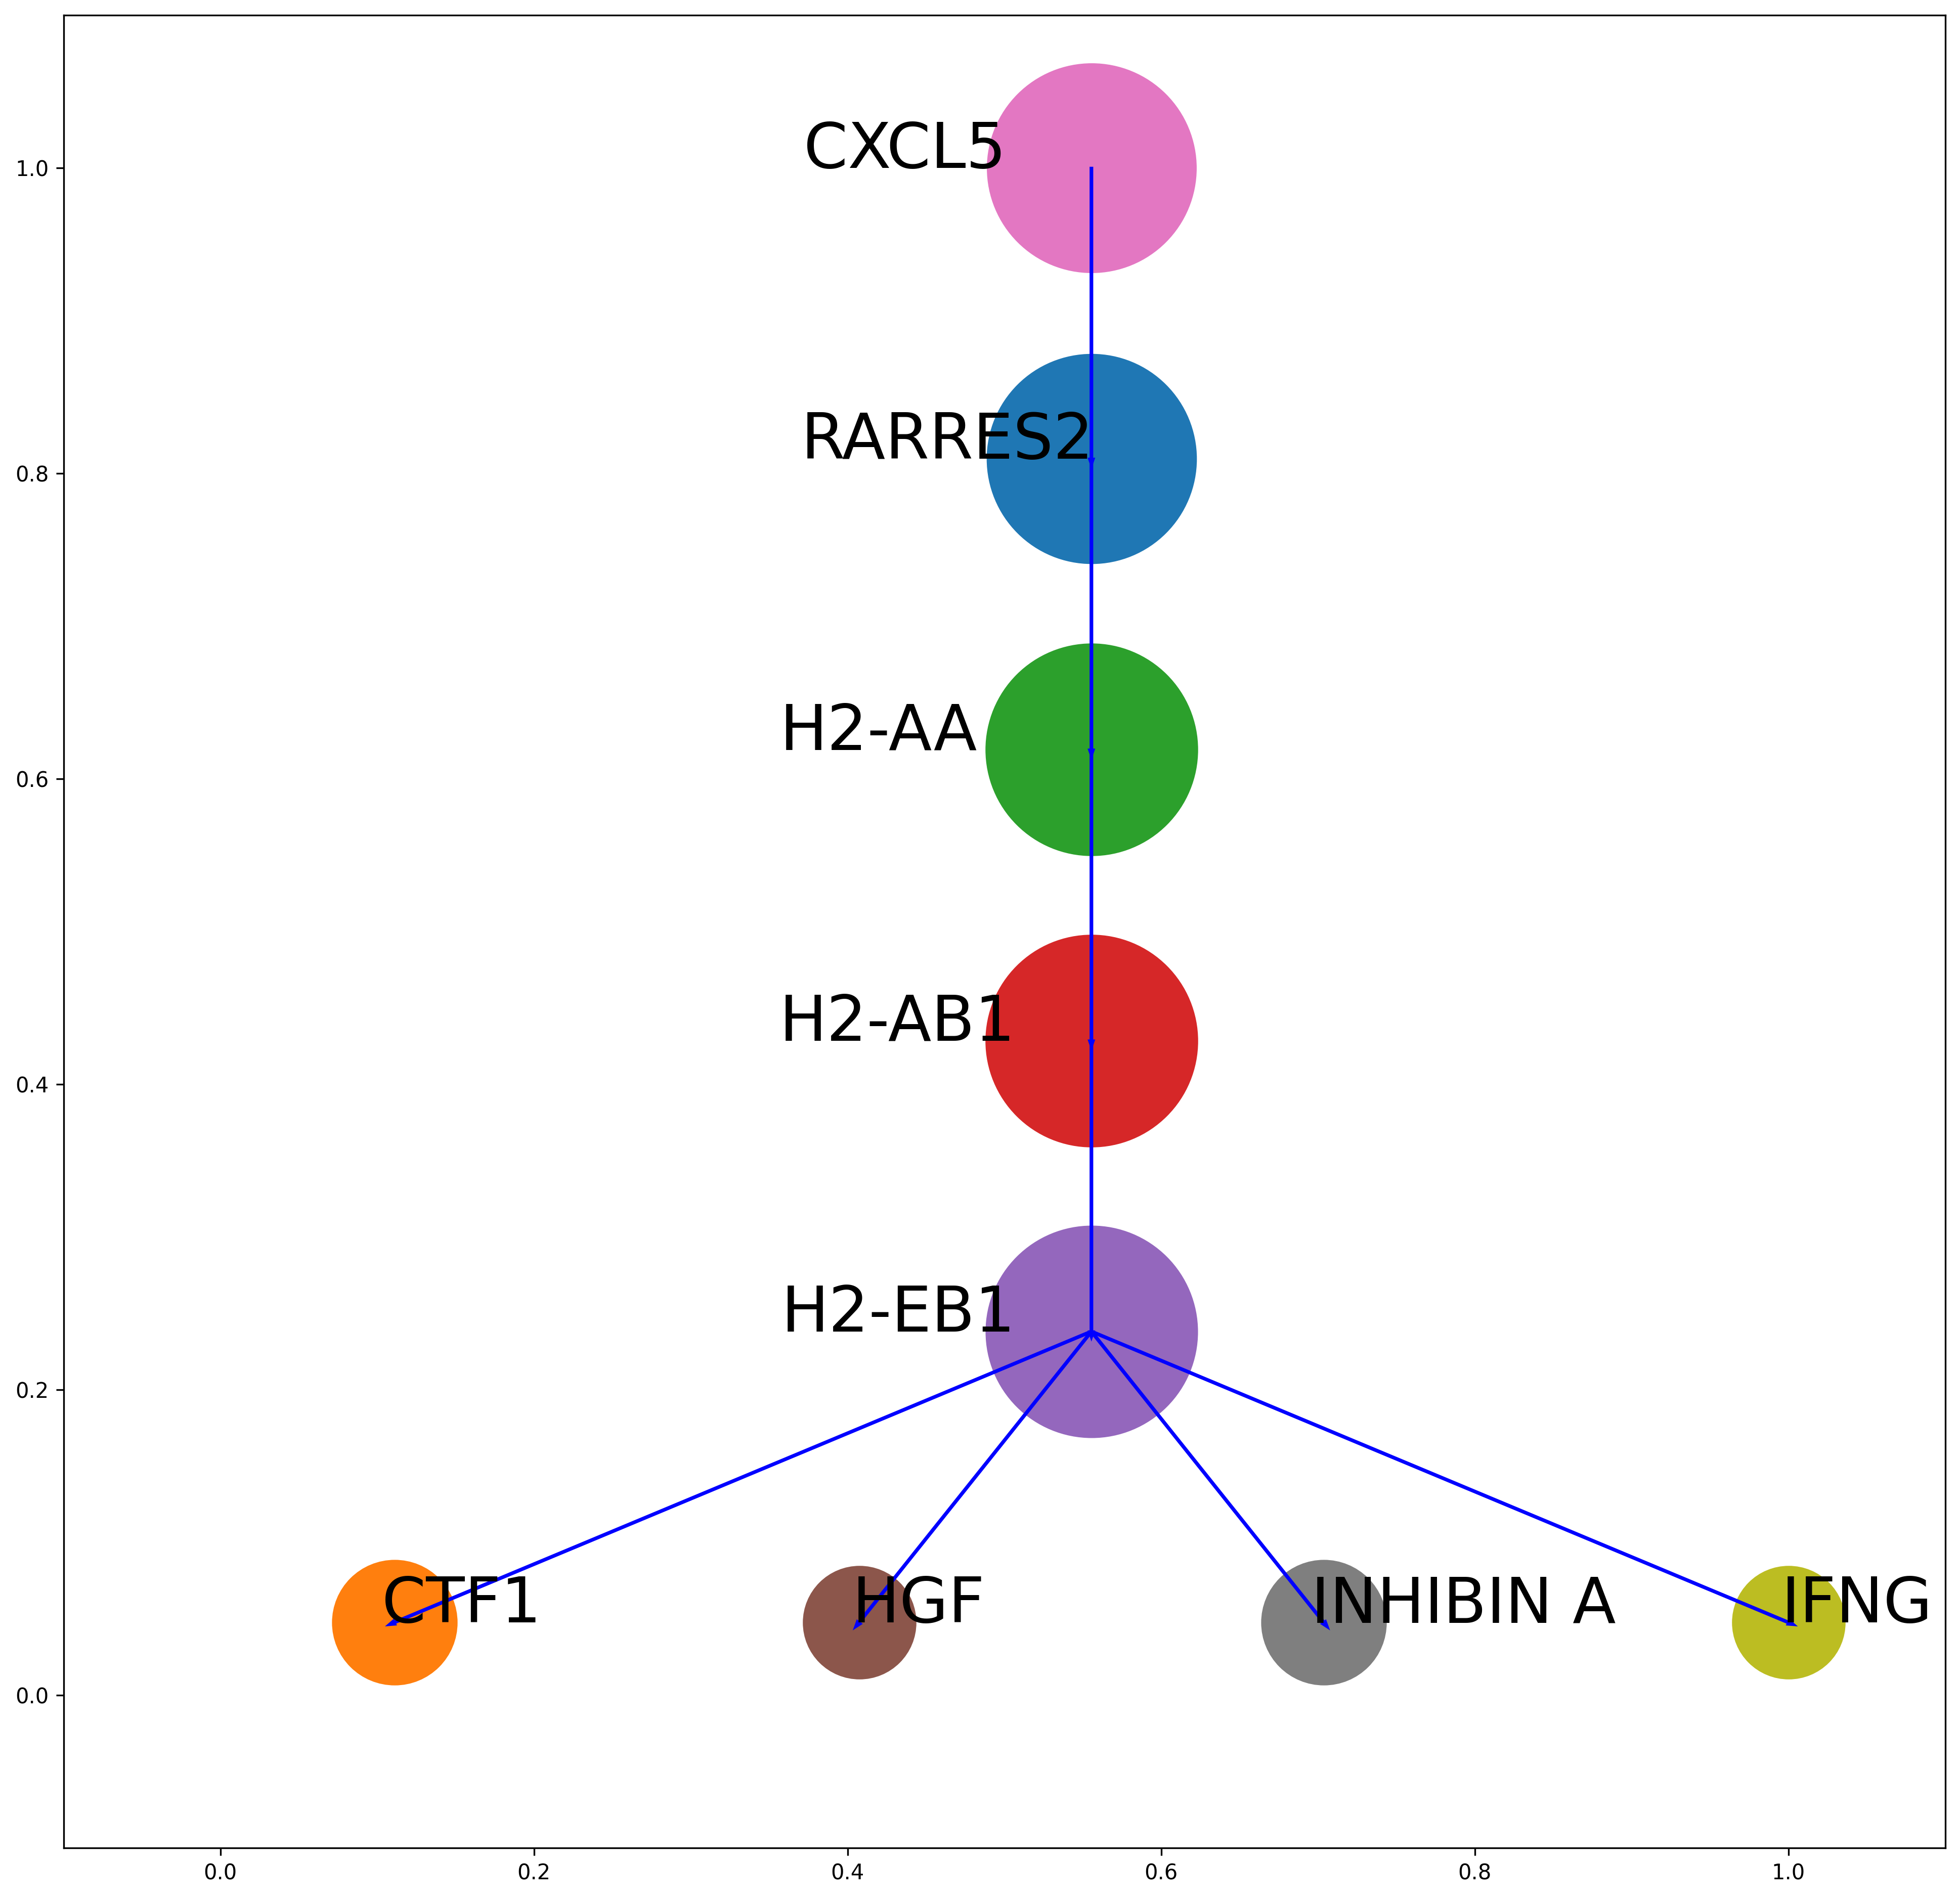 CXCL5
1.0
RARRES2
0.8
H2-AA
0.6
H2-AB1
0.4
H2-EB1
0.2
CTF1 HGF INHIBIN A IFNG
0.0
0.0 0.2 0.4 0.6 0.8 1.0